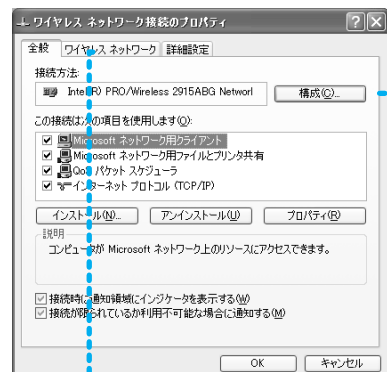 ワイヤレス ネットワーク接続のプロパティ
全般 ワイヤレス ネットワーク 詳細設定
接続方法:
Intel(R) PRO/Wireless 2915ABG Networl 構成(C)...
この接続は次の項目を使用します(O):
Microsoft ネットワーク用クライアント
Microsoft ネットワーク用ファイルとプリンタ共有
QoS パケット スケジューラ
インターネット プロトコル (TCP/IP)
インストール(N)... アンインストール(U) プロパティ(R)
説明
コンピュータが Microsoft ネットワーク上のリソースにアクセスできます。
接続時に通知領域にインジケータを表示する(W)
接続が限られているか利用不可能な場合に通知する(M)
OK キャンセル